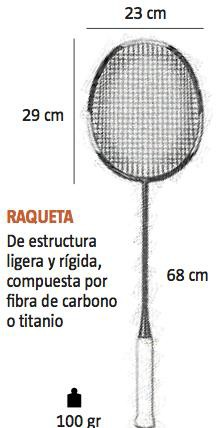 23 cm
29 cm
RAQUETA
De estructura
ligera y rígida,
compuesta por
fibra de carbono
o titanio
68 cm
100 gr